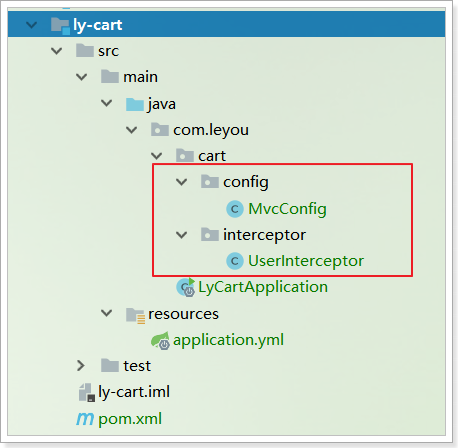 ly-cart
src
main
java
com.leyou
cart
config
MvcConfig
interceptor
UserInterceptor
LyCartApplication
resources
application.yml
test
ly-cart.iml
pom.xml